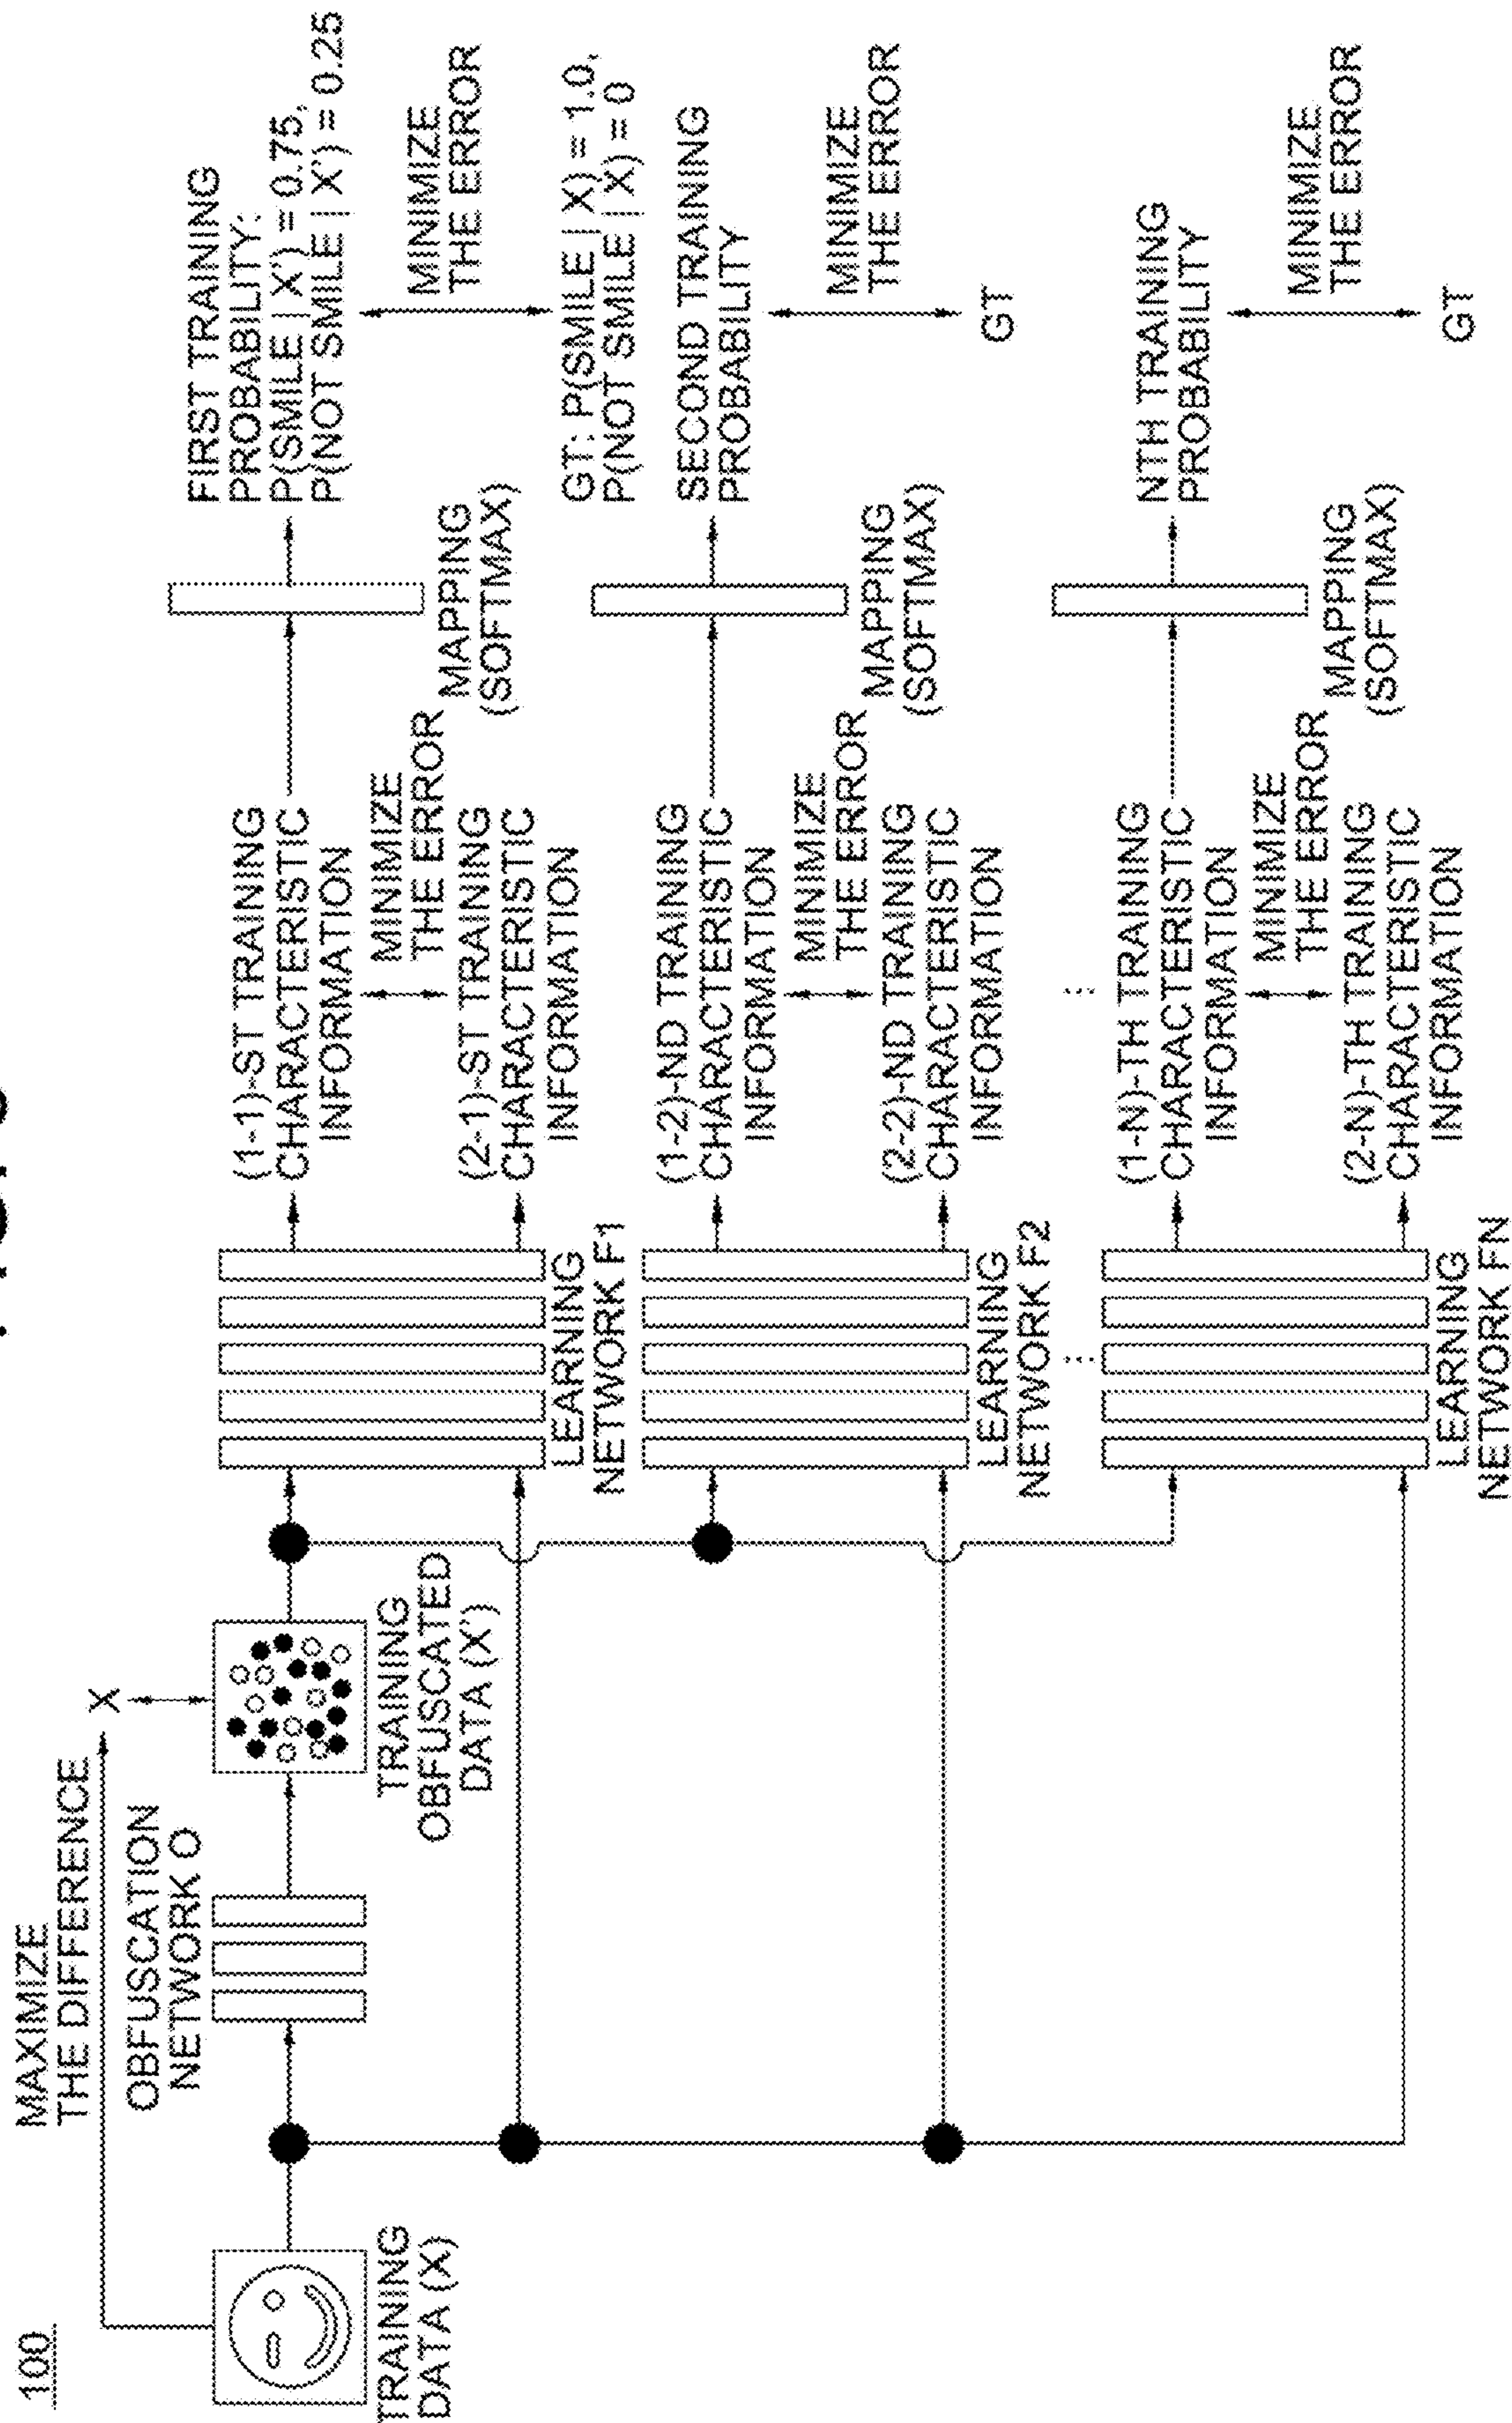 100
MAXIMIZE
THE DIFFERENCE
X
OBFUSCATION
NETWORK O
TRAINING
DATA (X)
TRAINING
OBFUSCATED
DATA (X')
LEARNING
NETWORK F1
(1-1)-ST TRAINING
CHARACTERISTIC
INFORMATION
MINIMIZE
THE ERROR
(2-1)-ST TRAINING
CHARACTERISTIC
INFORMATION
MAPPING
(SOFTMAX)
FIRST TRAINING
PROBABILITY:
P(SMILE | X') = 0.75,
P(NOT SMILE | X') = 0.25
MINIMIZE
THE ERROR
GT: P(SMILE | X) = 1.0,
P(NOT SMILE | X) = 0
LEARNING
NETWORK F2
(1-2)-ND TRAINING
CHARACTERISTIC
INFORMATION
MINIMIZE
THE ERROR
(2-2)-ND TRAINING
CHARACTERISTIC
INFORMATION
MAPPING
(SOFTMAX)
SECOND TRAINING
PROBABILITY
MINIMIZE
THE ERROR
GT
...
...
LEARNING
NETWORK FN
(1-N)-TH TRAINING
CHARACTERISTIC
INFORMATION
MINIMIZE
THE ERROR
(2-N)-TH TRAINING
CHARACTERISTIC
INFORMATION
MAPPING
(SOFTMAX)
NTH TRAINING
PROBABILITY
MINIMIZE
THE ERROR
GT